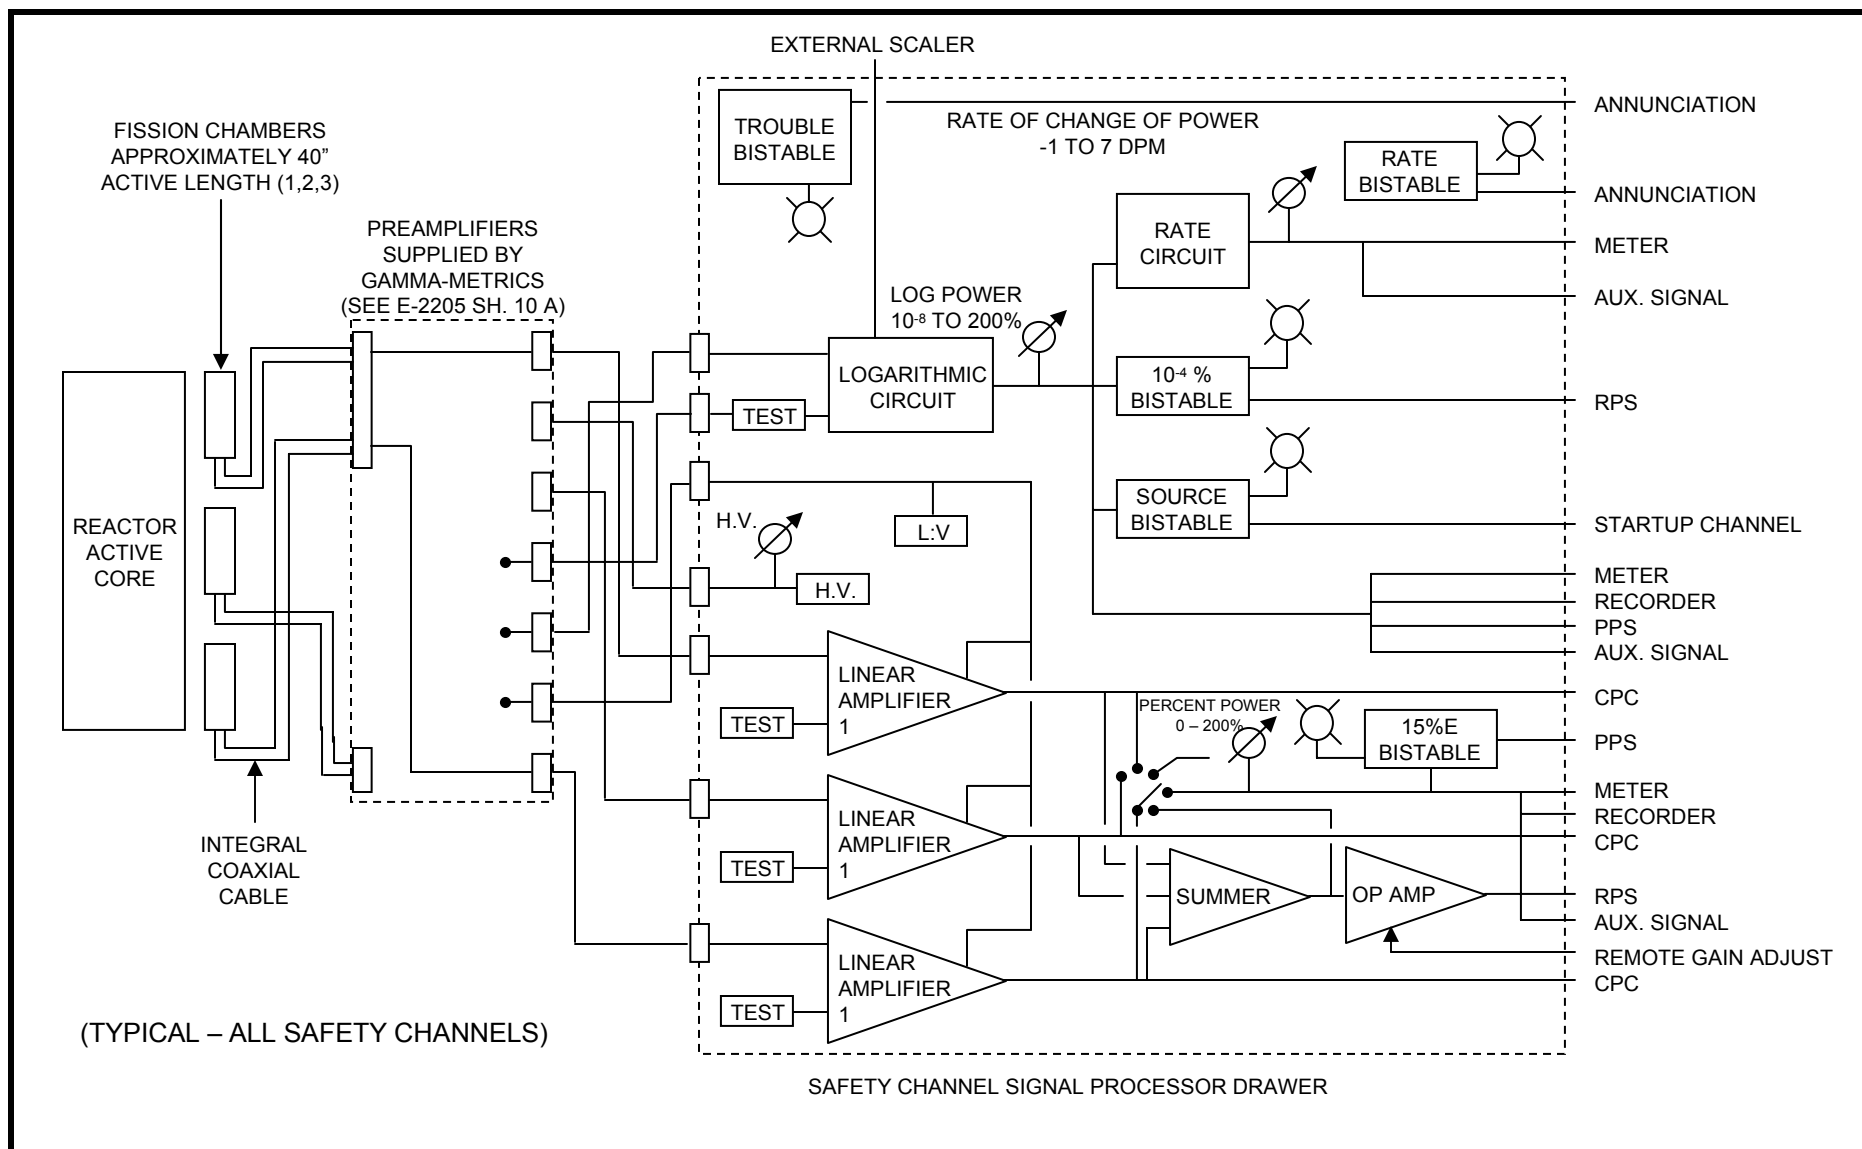 EXTERNAL SCALER
FISSION CHAMBERS
APPROXIMATELY 40”
ACTIVE LENGTH (1,2,3)
PREAMPLIFIERS
SUPPLIED BY
GAMMA-METRICS
(SEE E-2205 SH. 10 A)
REACTOR
ACTIVE
CORE
INTEGRAL
COAXIAL
CABLE
(TYPICAL – ALL SAFETY CHANNELS)
TROUBLE
BISTABLE
RATE OF CHANGE OF POWER
-1 TO 7 DPM
RATE
BISTABLE
RATE
CIRCUIT
LOG POWER
10-8 TO 200%
LOGARITHMIC
CIRCUIT
TEST
10-4 %
BISTABLE
SOURCE
BISTABLE
L:V
H.V.
H.V.
LINEAR
AMPLIFIER
1
TEST
PERCENT POWER
0 – 200%
15%E
BISTABLE
LINEAR
AMPLIFIER
1
TEST
SUMMER
OP AMP
LINEAR
AMPLIFIER
1
TEST
ANNUNCIATION
ANNUNCIATION
METER
AUX. SIGNAL
RPS
STARTUP CHANNEL
METER
RECORDER
PPS
AUX. SIGNAL
CPC
PPS
METER
RECORDER
CPC
RPS
AUX. SIGNAL
REMOTE GAIN ADJUST
CPC
SAFETY CHANNEL SIGNAL PROCESSOR DRAWER